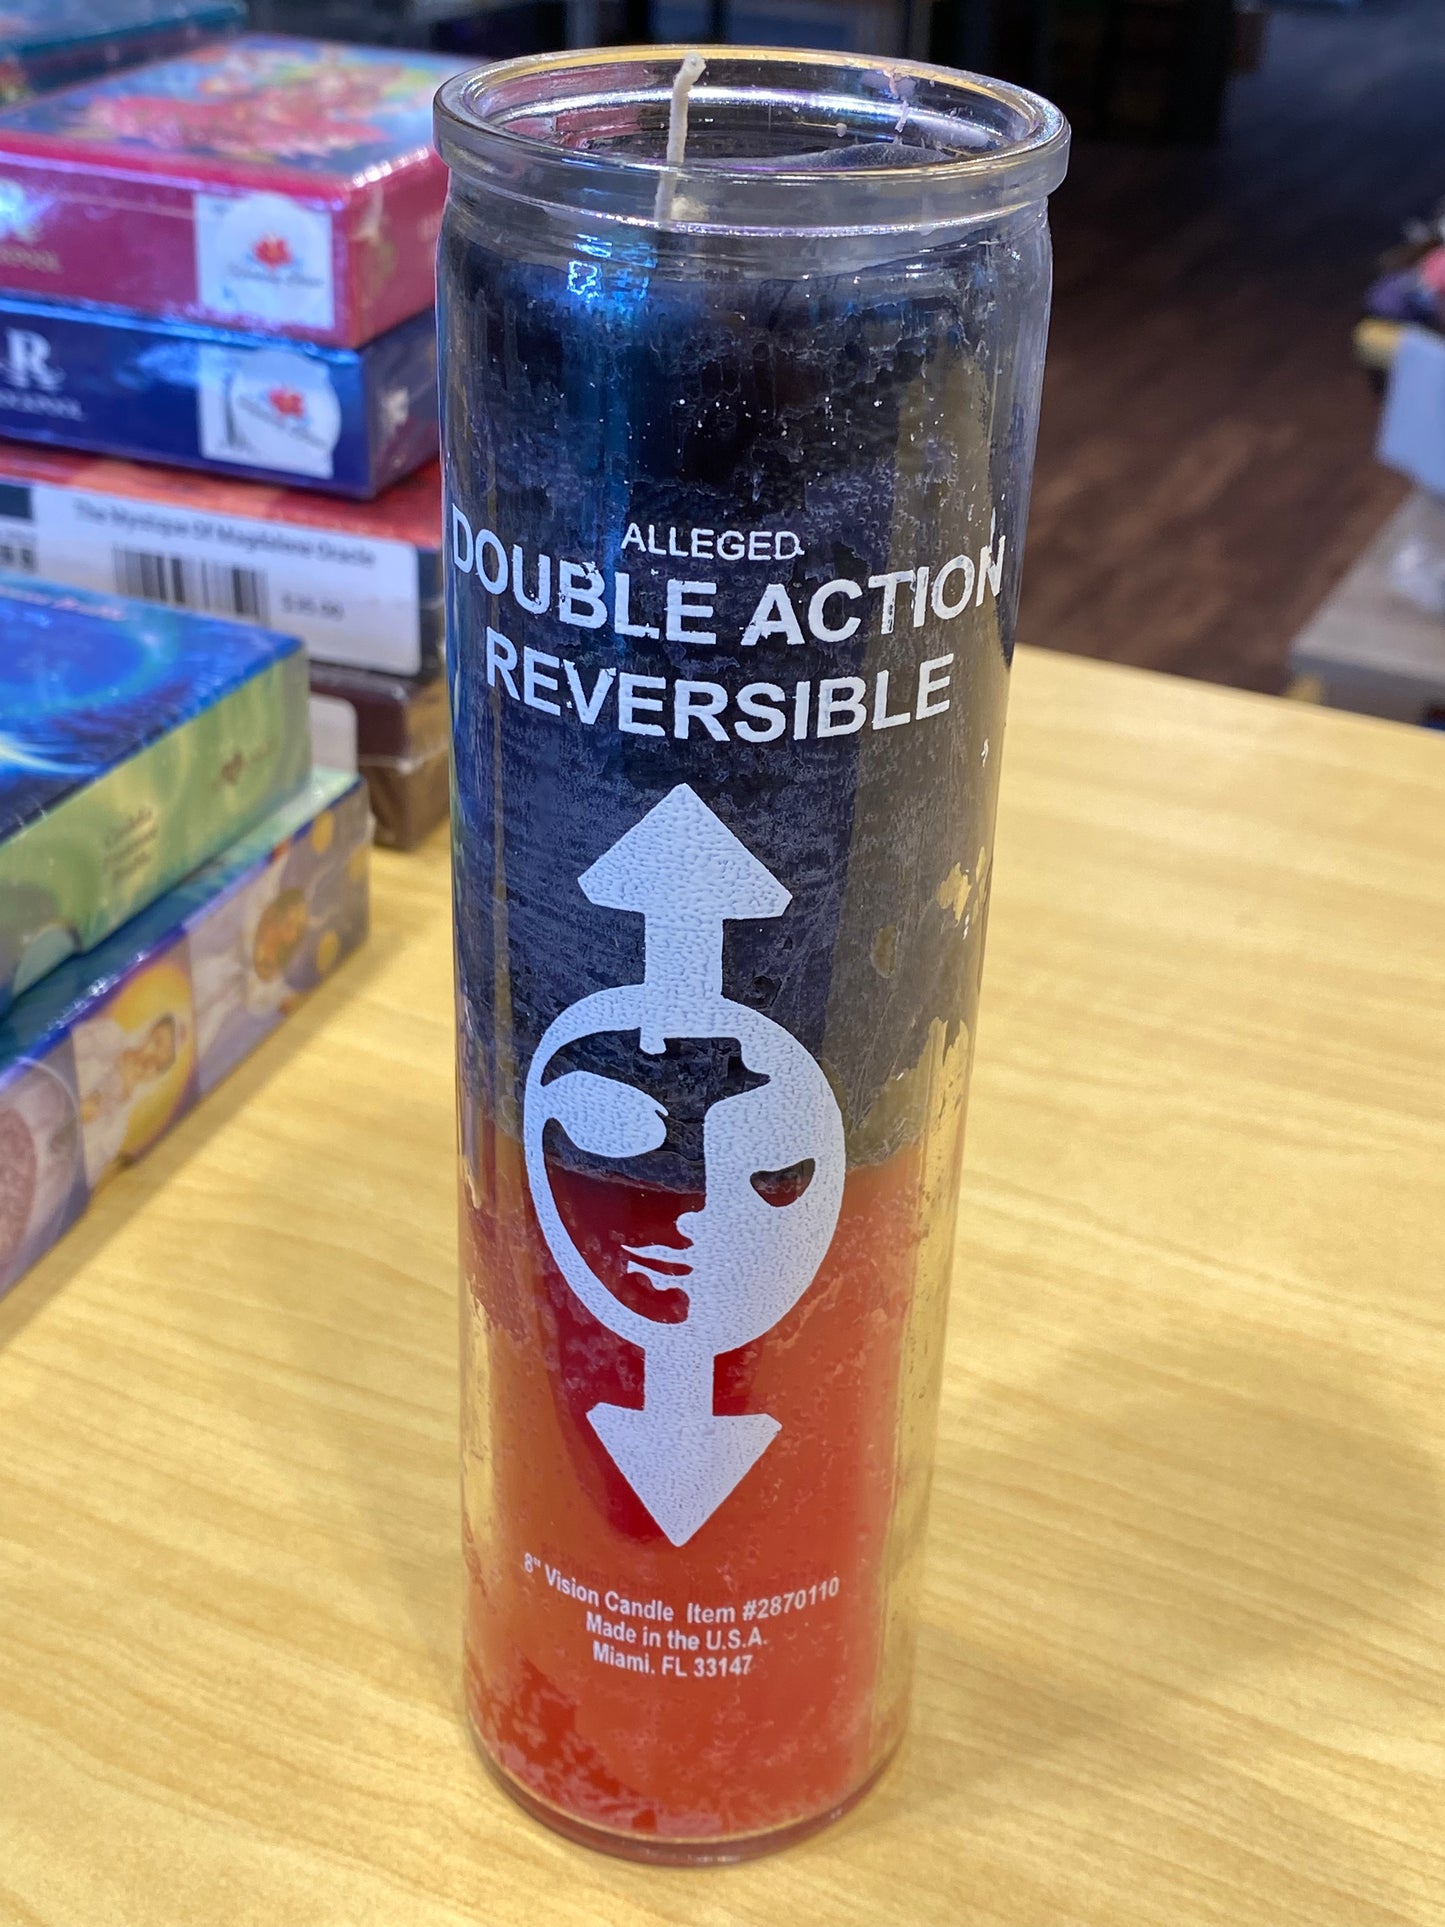 ALLEGED
DOUBLE ACTION
REVERSIBLE
8" Vision Candle Item #2870110
Made in the U.S.A.
Miami. FL 33147
R
The Mystique Of Magdalene Oracle